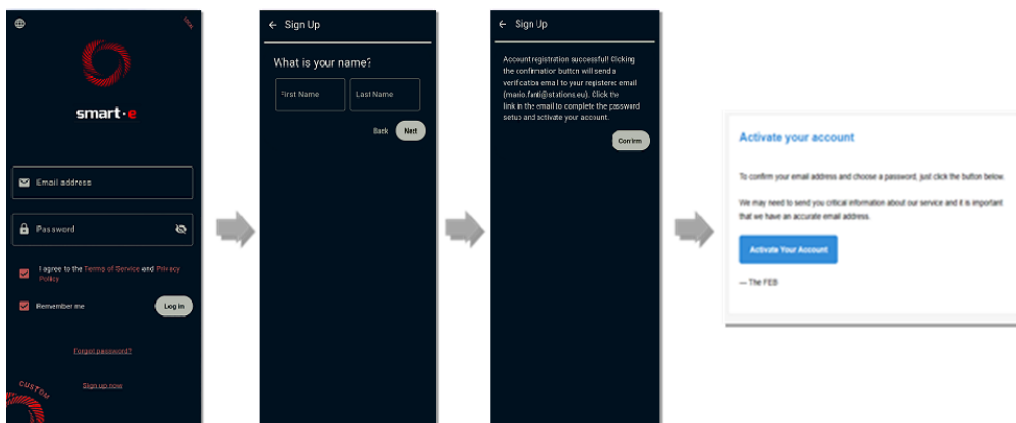 smart·e
Email address
Password
I agree to the Terms of Service and Privacy
Policy
Remember me
Log in
Forgot password?
Sign up now
CUSTOM
← Sign Up
What is your name?
First Name
Last Name
Back
Next
← Sign Up
Account registration successful! Clicking
the confirmation button will send a
verification email to your registered email
(mario.fanti@stations.eu). Click the
link in the email to complete the password
setup and activate your account.
Confirm
Activate your account
To confirm your email address and choose a password, just click the button below.
We may need to send you critical information about our service and it is important
that we have an accurate email address.
Activate Your Account
— The FEB